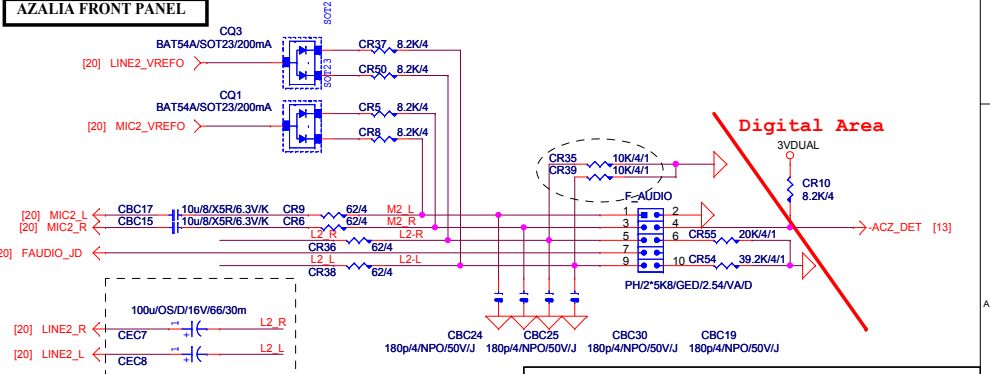 AZALIA FRONT PANEL
SOT2
CQ3
BAT54A/SOT23/200mA
CR37 8.2K/4
[20] LINE2_VREFO
CR50 8.2K/4
SOT23
CQ1
BAT54A/SOT23/200mA
CR5 8.2K/4
[20] MIC2_VREFO
CR8 8.2K/4
Digital Area
3VDUAL
CR35 10K/4/1
CR39 10K/4/1
CR10
8.2K/4
F_AUDIO
[20] MIC2_L CBC17 10u/8/X5R/6.3V/K CR9 62/4 M2_L 1 2
[20] MIC2_R CBC15 10u/8/X5R/6.3V/K CR6 62/4 M2_R 3 4
-ACZ_DET [13]
L2_R L2-R 5 6 CR55 20K/4/1
20] FAUDIO_JD CR36 62/4 7
L2_L L2-L 9 10 CR54 39.2K/4/1
CR38 62/4
PH/2*5K8/GED/2.54/VA/D
100u/OS/D/16V/66/30m
[20] LINE2_R 1 + L2_R
CEC7
[20] LINE2_L 1 + L2_L
CEC8
CBC24 CBC25 CBC30 CBC19
180p/4/NPO/50V/J 180p/4/NPO/50V/J 180p/4/NPO/50V/J 180p/4/NPO/50V/J
A